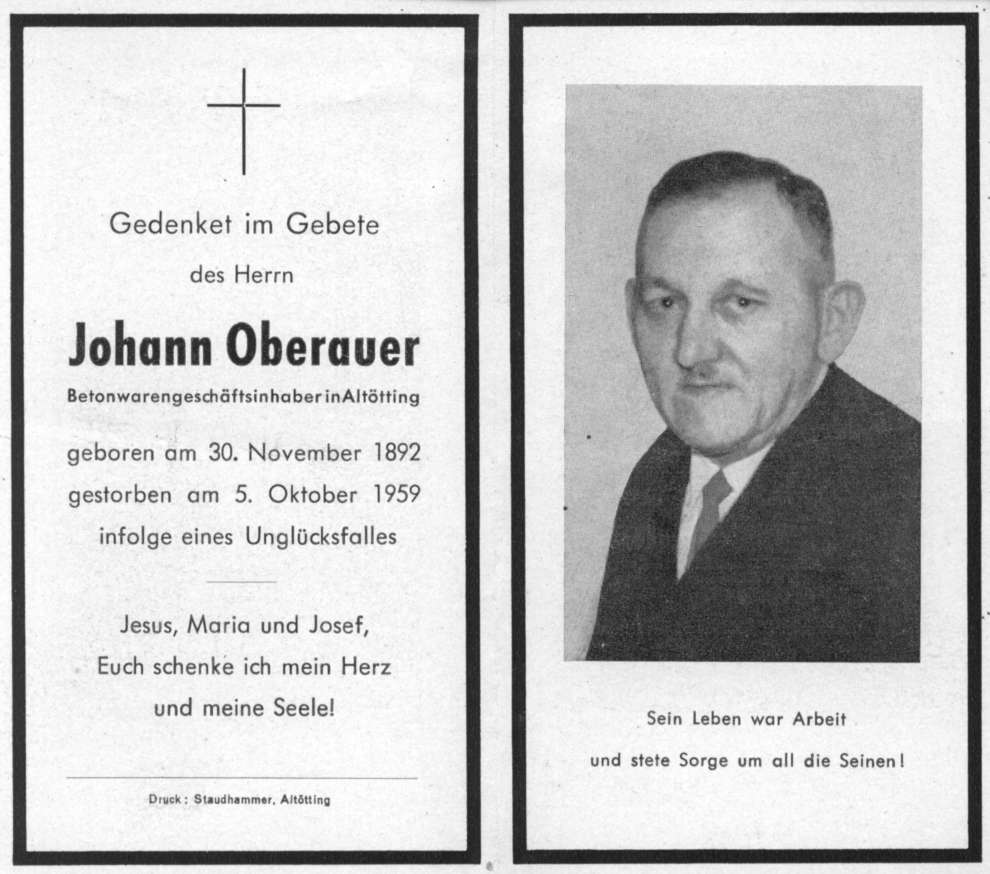 Gedenket im Gebete
des Herrn
Johann Oberauer
Betonwarengeschäftsinhaber in Altötting
geboren am 30. November 1892
gestorben am 5. Oktober 1959
infolge eines Unglücksfalles
Jesus, Maria und Josef,
Euch schenke ich mein Herz
und meine Seele!
Druck: Staudhammer, Altötting
Sein Leben war Arbeit
und stete Sorge um all die Seinen!